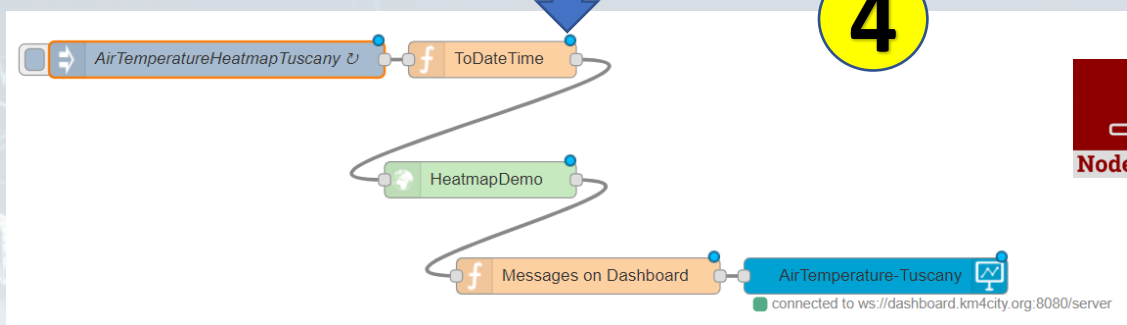 4
AirTemperatureHeatmapTuscany ↻
f ToDateTime
HeatmapDemo
Node
f Messages on Dashboard
AirTemperature-Tuscany
connected to ws://dashboard.km4city.org:8080/server